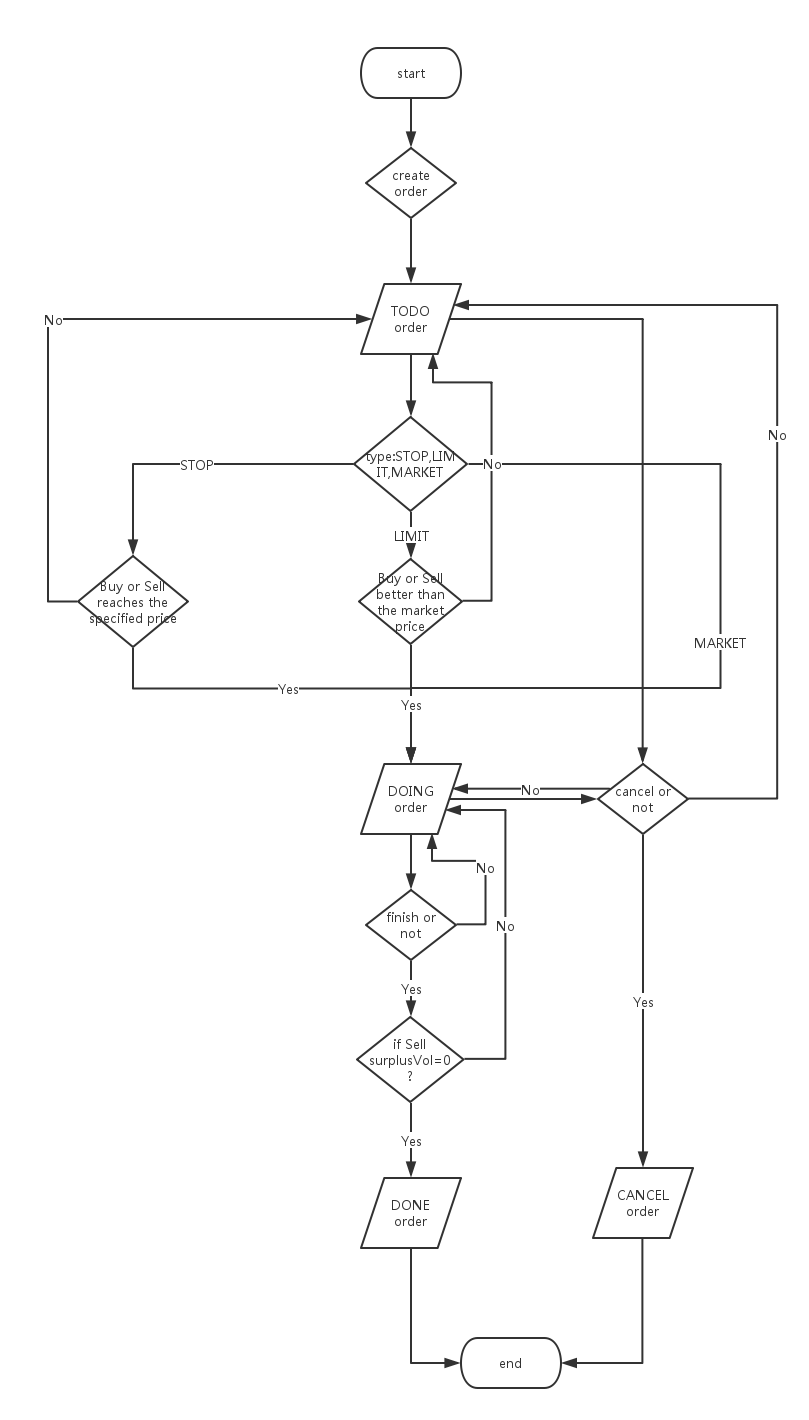 start
create
order
TODO
order
No
No
type:STOP,LIM
IT,MARKET
STOP
No
LIMIT
Buy or Sell
reaches the
specified price
Buy or Sell
better than
the market
price
MARKET
Yes
Yes
DOING
order
No
cancel or
not
No
finish or
not
No
Yes
Yes
if Sell
surplusVol=0
?
Yes
DONE
order
CANCEL
order
end